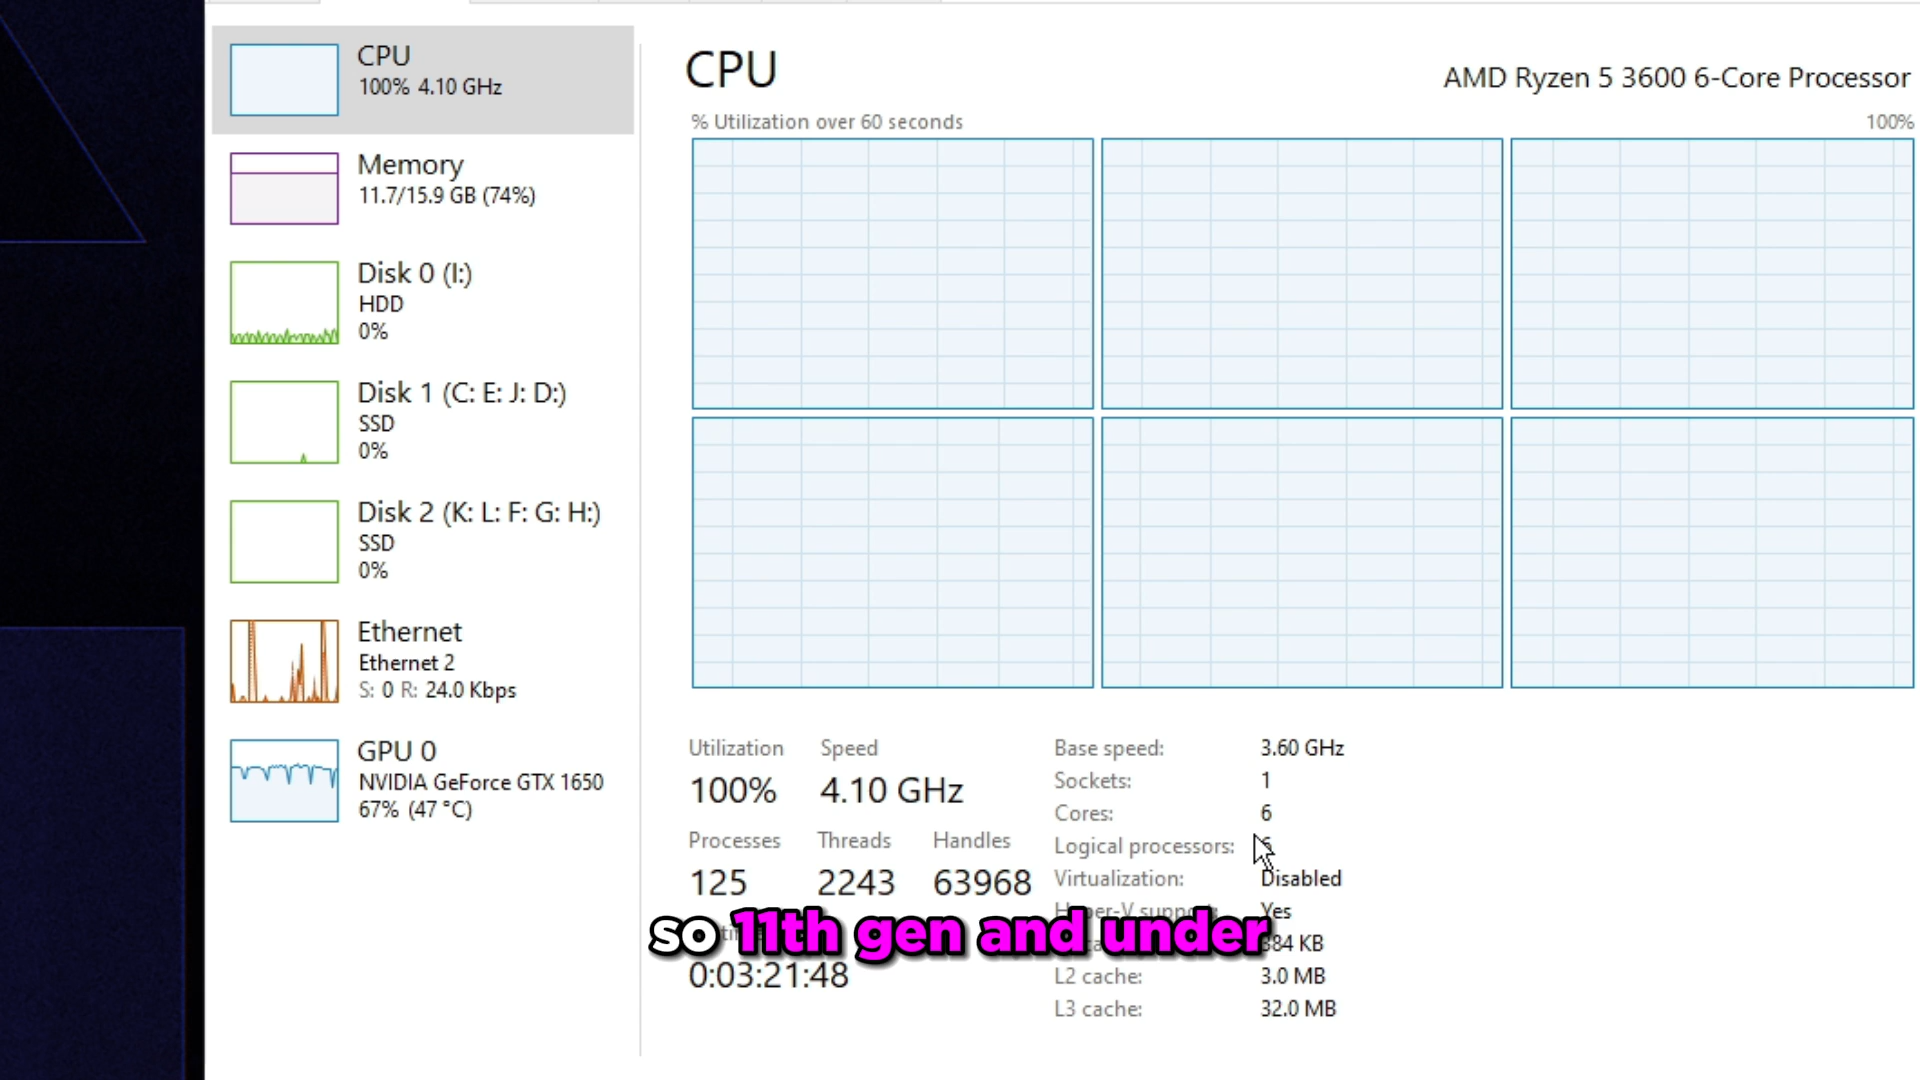 CPU
100% 4.10 GHz
Memory
11.7/15.9 GB (74%)
Disk 0 (I:)
HDD
0%
Disk 1 (C: E: J: D:)
SSD
0%
Disk 2 (K: L: F: G: H:)
SSD
0%
Ethernet
Ethernet 2
S: 0 R: 24.0 Kbps
GPU 0
NVIDIA GeForce GTX 1650
67% (47 °C)
CPU
AMD Ryzen 5 3600 6-Core Processor
% Utilization over 60 seconds
100%
Utilization
Speed
100%
4.10 GHz
Processes
Threads
Handles
125
2243
63968
0:03:21:48
Base speed:
3.60 GHz
Sockets:
1
Cores:
6
Logical processors:
Virtualization:
Disabled
Hyper-V support:
Yes
L2 cache:
3.0 MB
L3 cache:
32.0 MB
so 11th gen and under